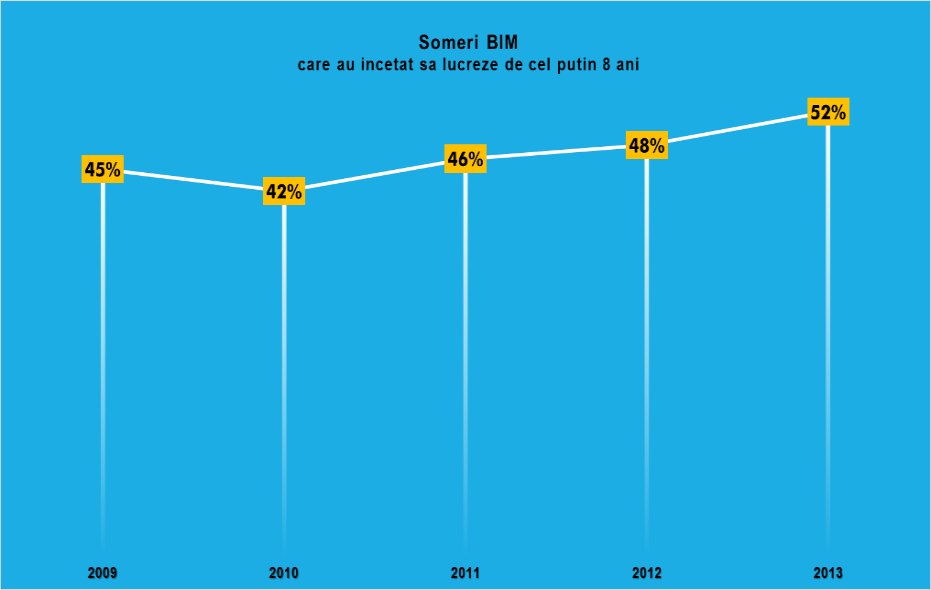 Someri BIM
care au incetat sa lucreze de cel putin 8 ani
52%
48%
46%
45%
42%
2009 2010 2011 2012 2013